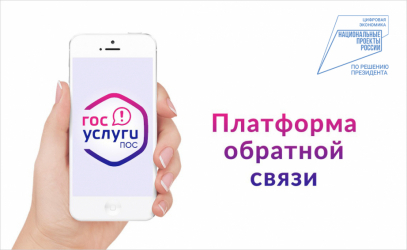 ЦИФРОВАЯ
ЭКОНОМИКА
НАЦИОНАЛЬНЫЕ
ПРОЕКТЫ
РОССИИ
ПО РЕШЕНИЮ
ПРЕЗИДЕНТА
гос
услуги
пос
Платформа
обратной
связи